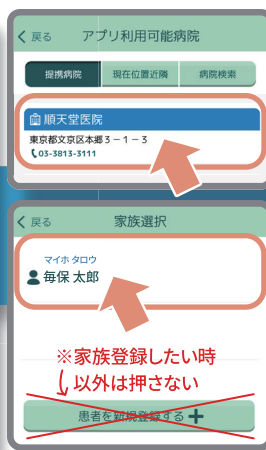 戻る
アプリ利用可能病院
提携病院
現在位置近隣
病院検索
順天堂医院
東京都文京区本郷3-1-3
03-3813-3111
戻る
家族選択
マイホ タロウ
毎保 太郎
※家族登録したい時
以外は押さない
患者を新規登録する